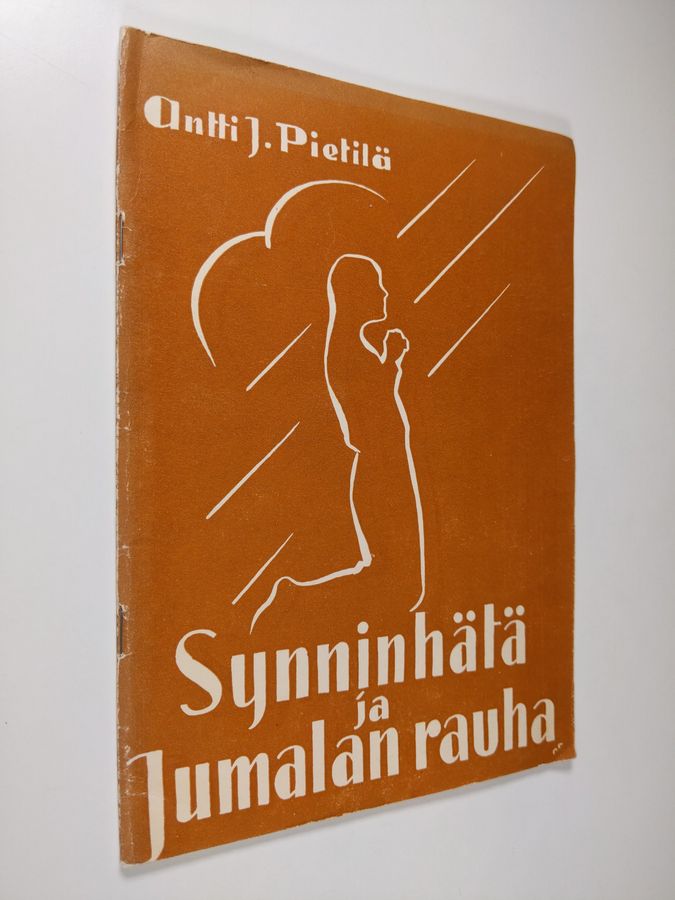 Antti J. Pietilä
Synninhätä
ja
Jumalan rauha